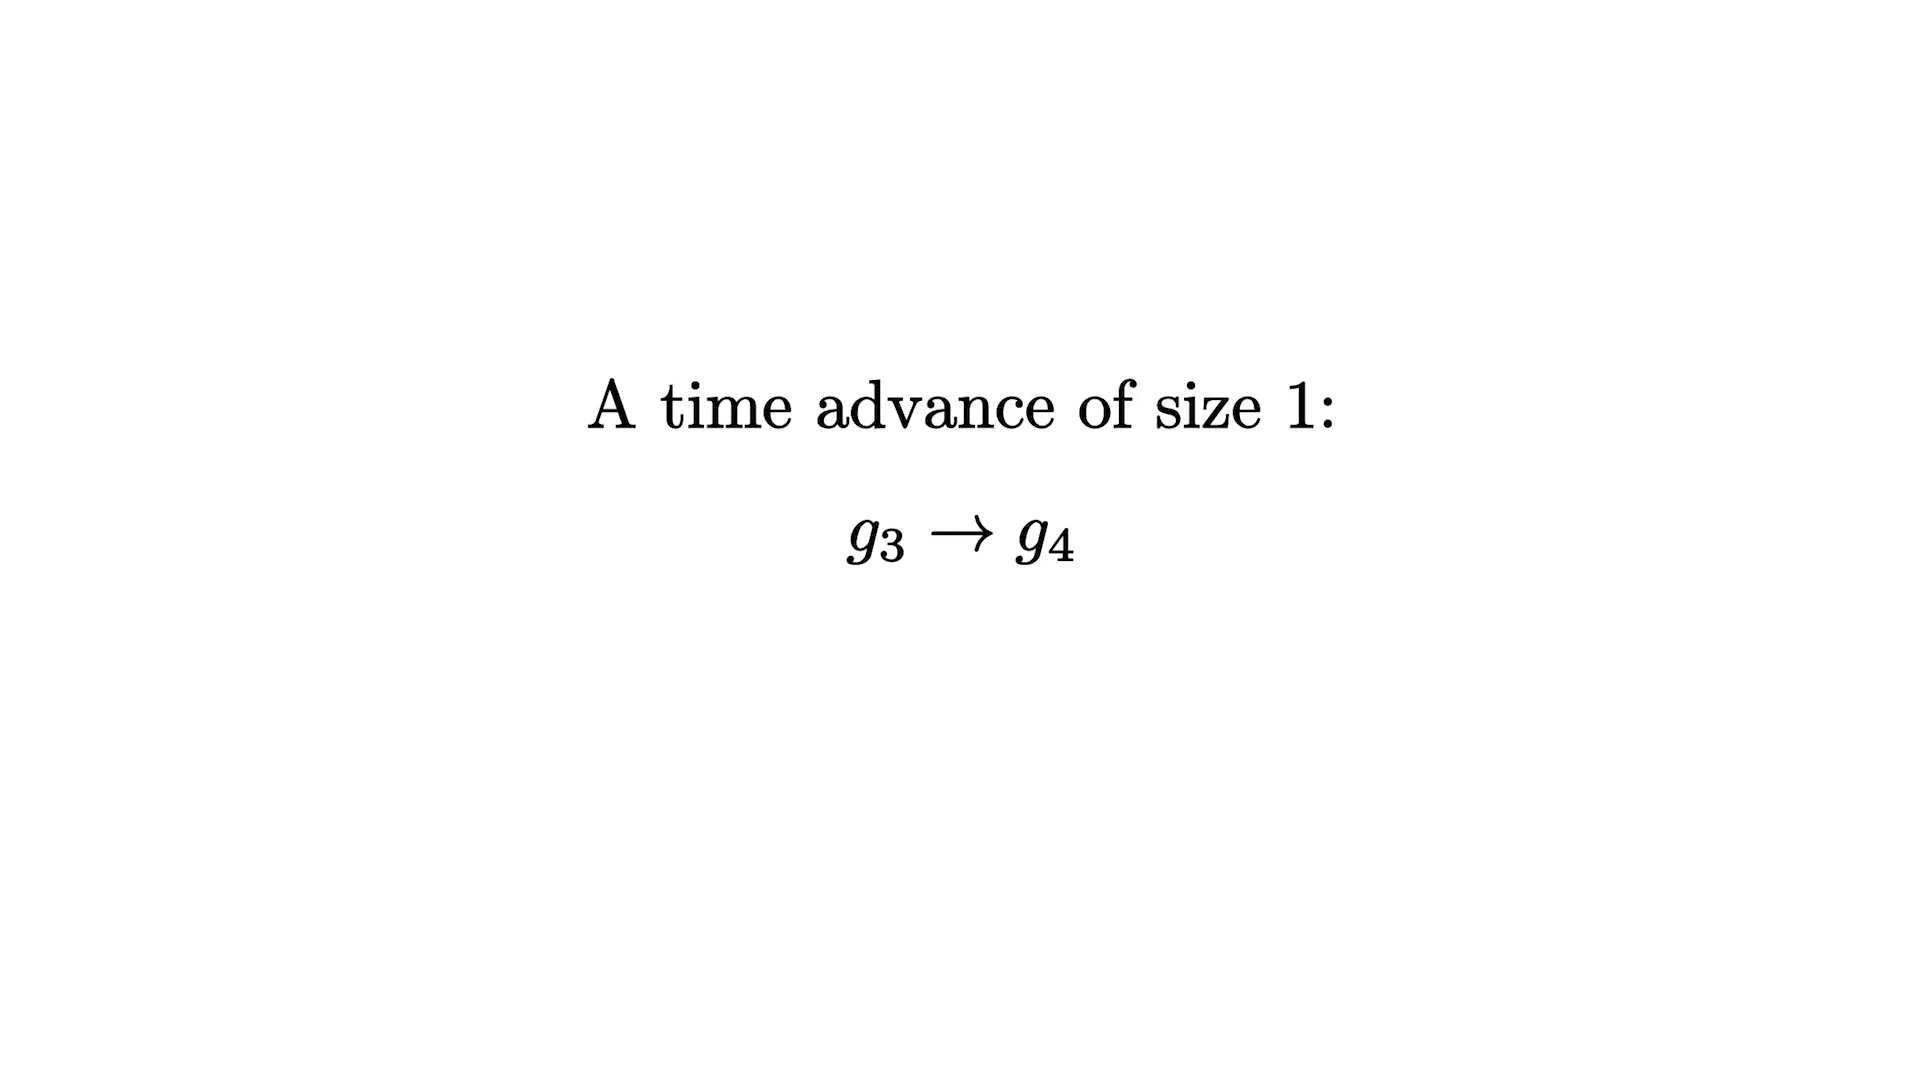 A time advance of size 1:
g₃ → g₄